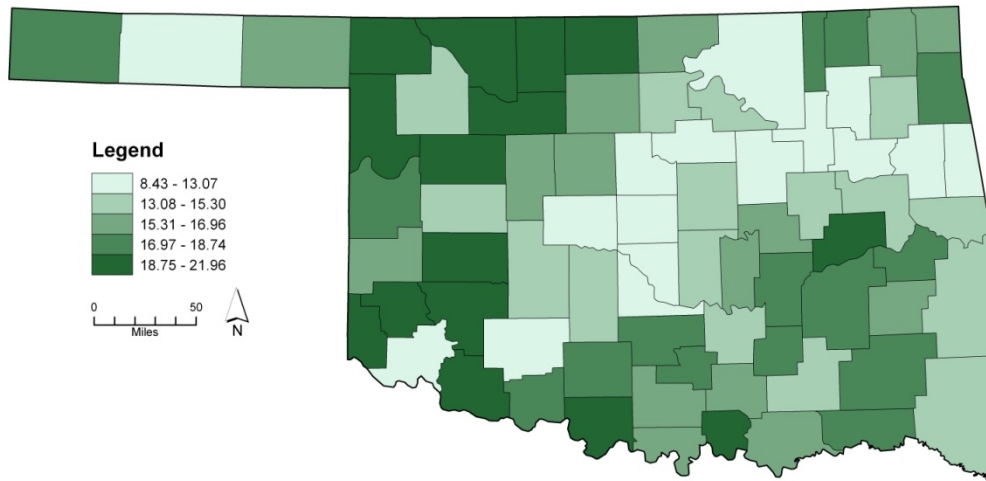 Legend
8.43 - 13.07
13.08 - 15.30
15.31 - 16.96
16.97 - 18.74
18.75 - 21.96
0 50
Miles
N